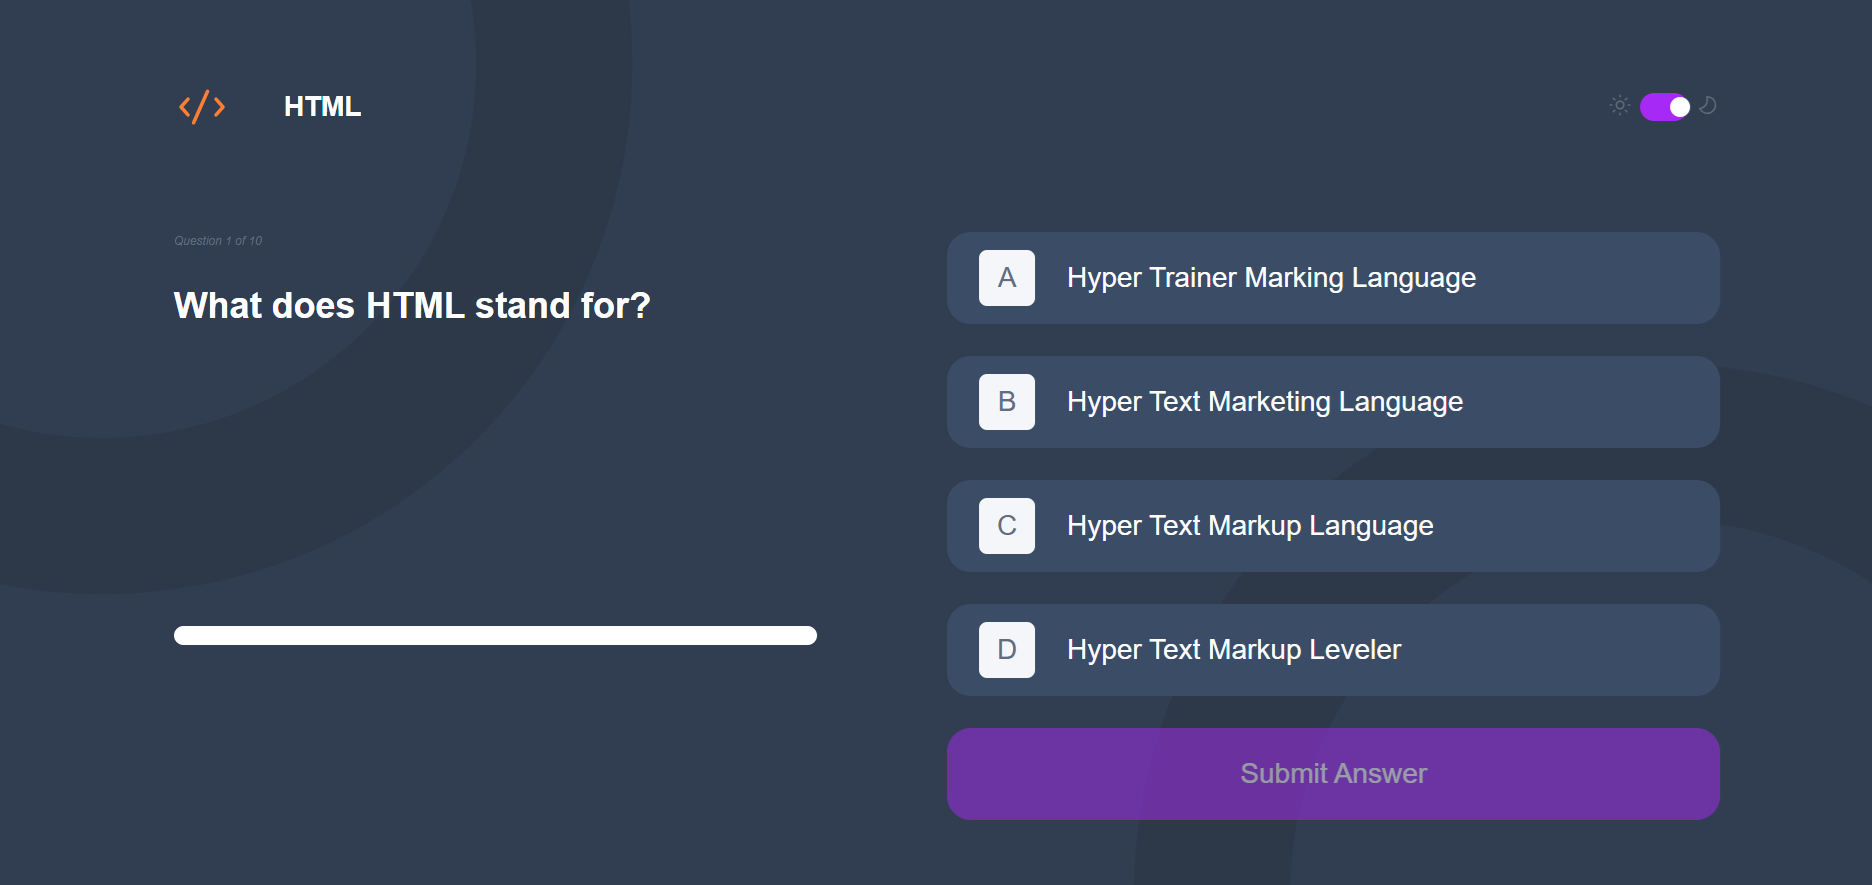 </>
HTML
Question 1 of 10
What does HTML stand for?
A Hyper Trainer Marking Language
B Hyper Text Marketing Language
C Hyper Text Markup Language
D Hyper Text Markup Leveler
Submit Answer